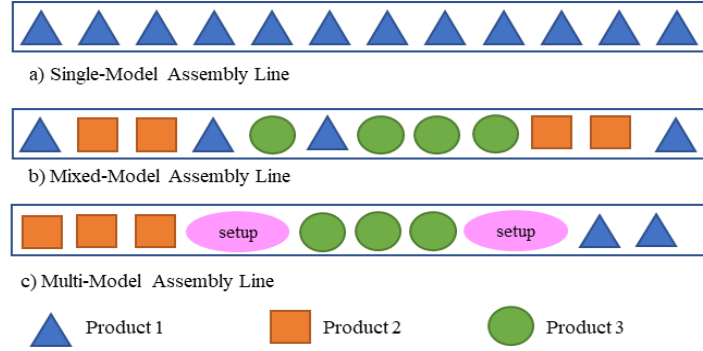 a) Single-Model Assembly Line
b) Mixed-Model Assembly Line
setup setup
c) Multi-Model Assembly Line
Product 1 Product 2 Product 3